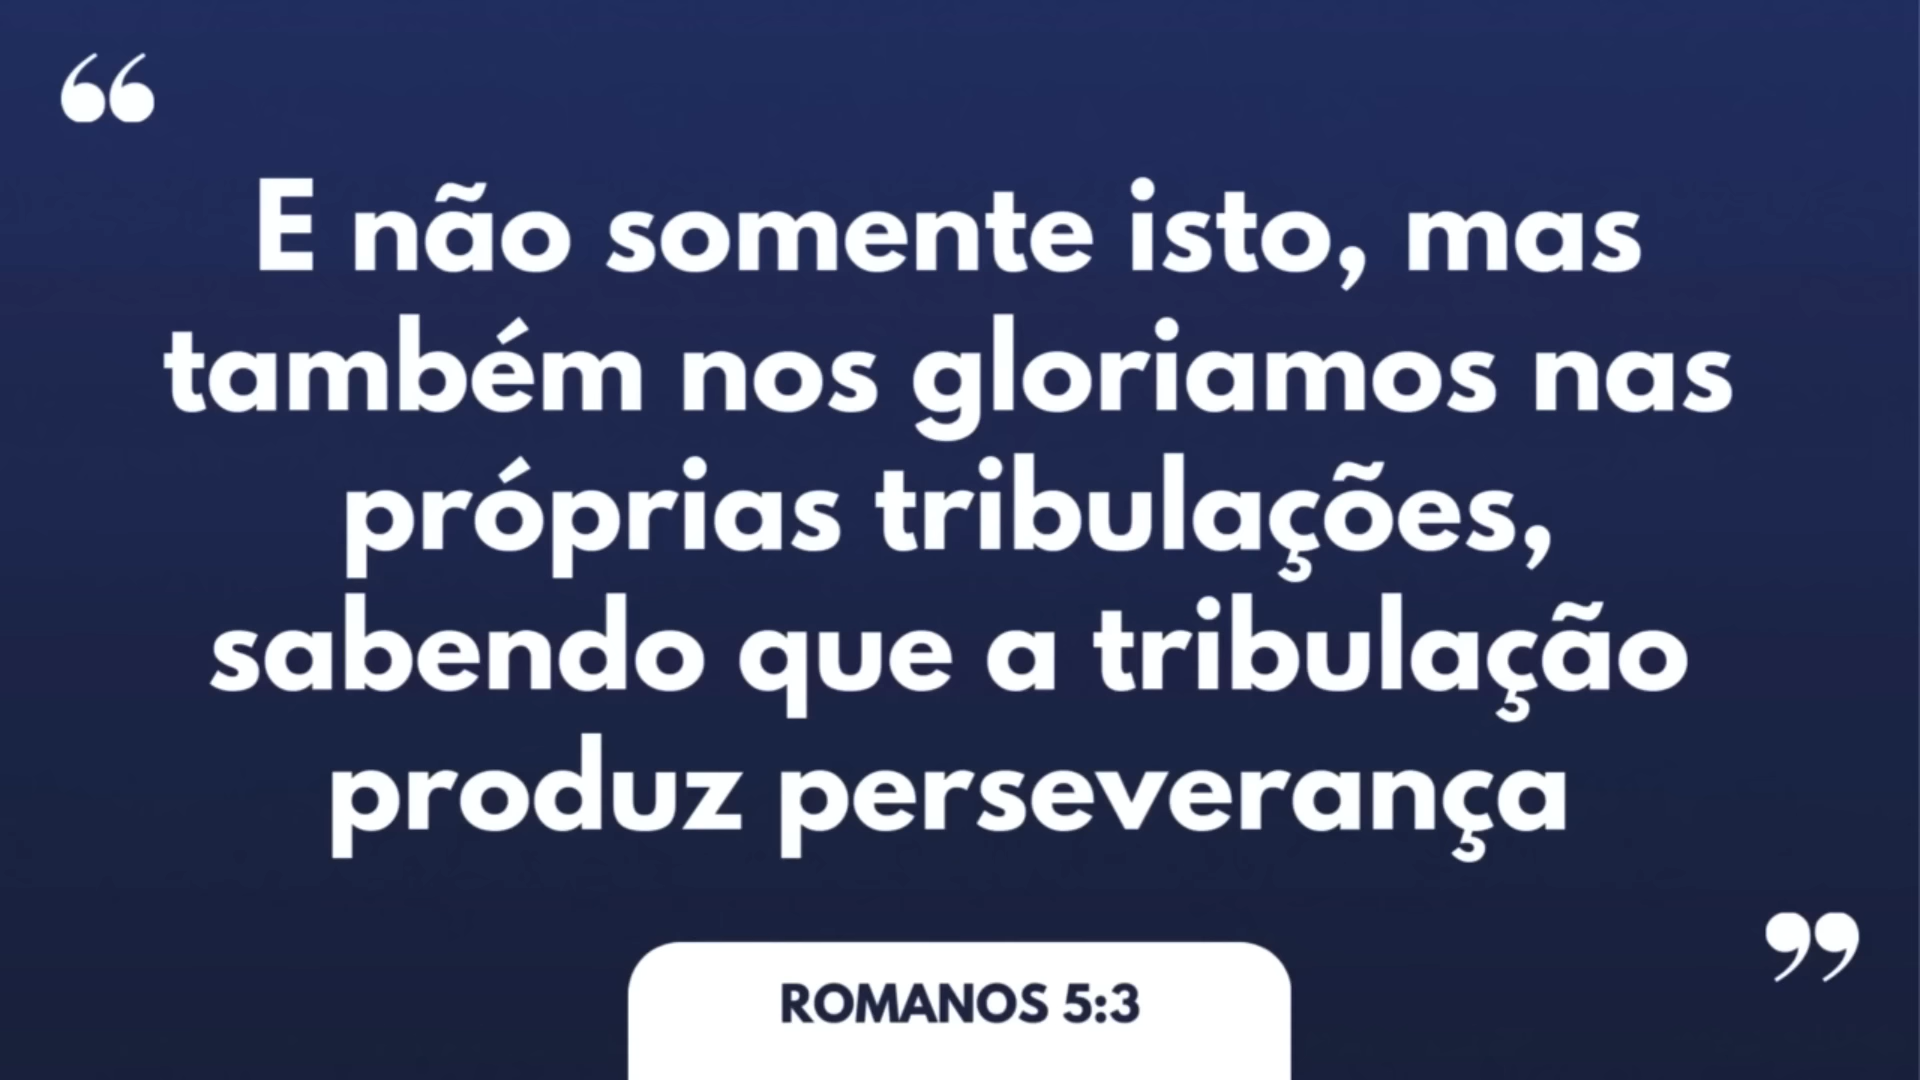 “
E não somente isto, mas
também nos gloriamos nas
próprias tribulações,
sabendo que a tribulação
produz perseverança
”
ROMANOS 5:3